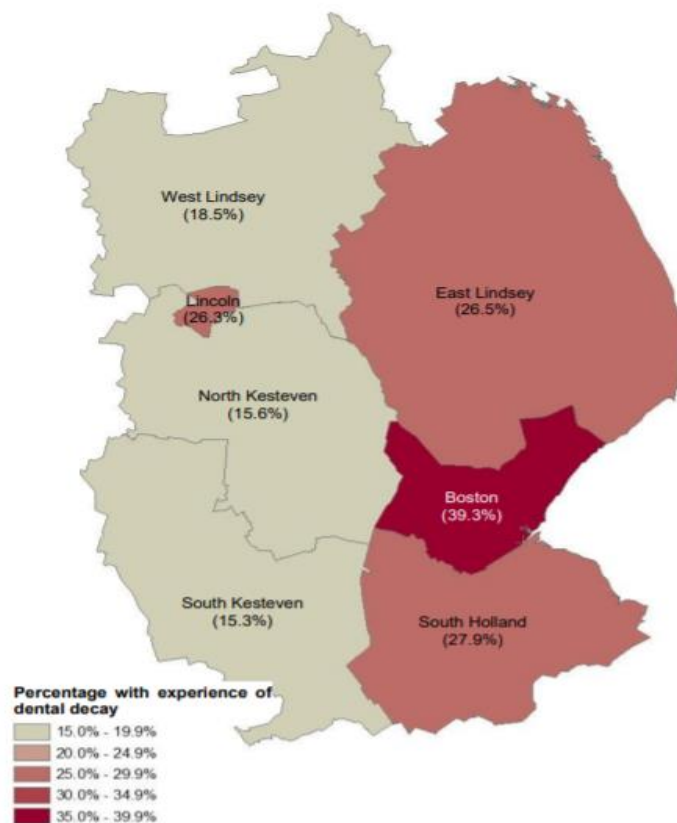 West Lindsey
(18.5%)
Lincoln
(26.3%)
East Lindsey
(26.5%)
North Kesteven
(15.6%)
Boston
(39.3%)
South Kesteven
(15.3%)
South Holland
(27.9%)
Percentage with experience of
dental decay
15.0% - 19.9%
20.0% - 24.9%
25.0% - 29.9%
30.0% - 34.9%
35.0% - 39.9%